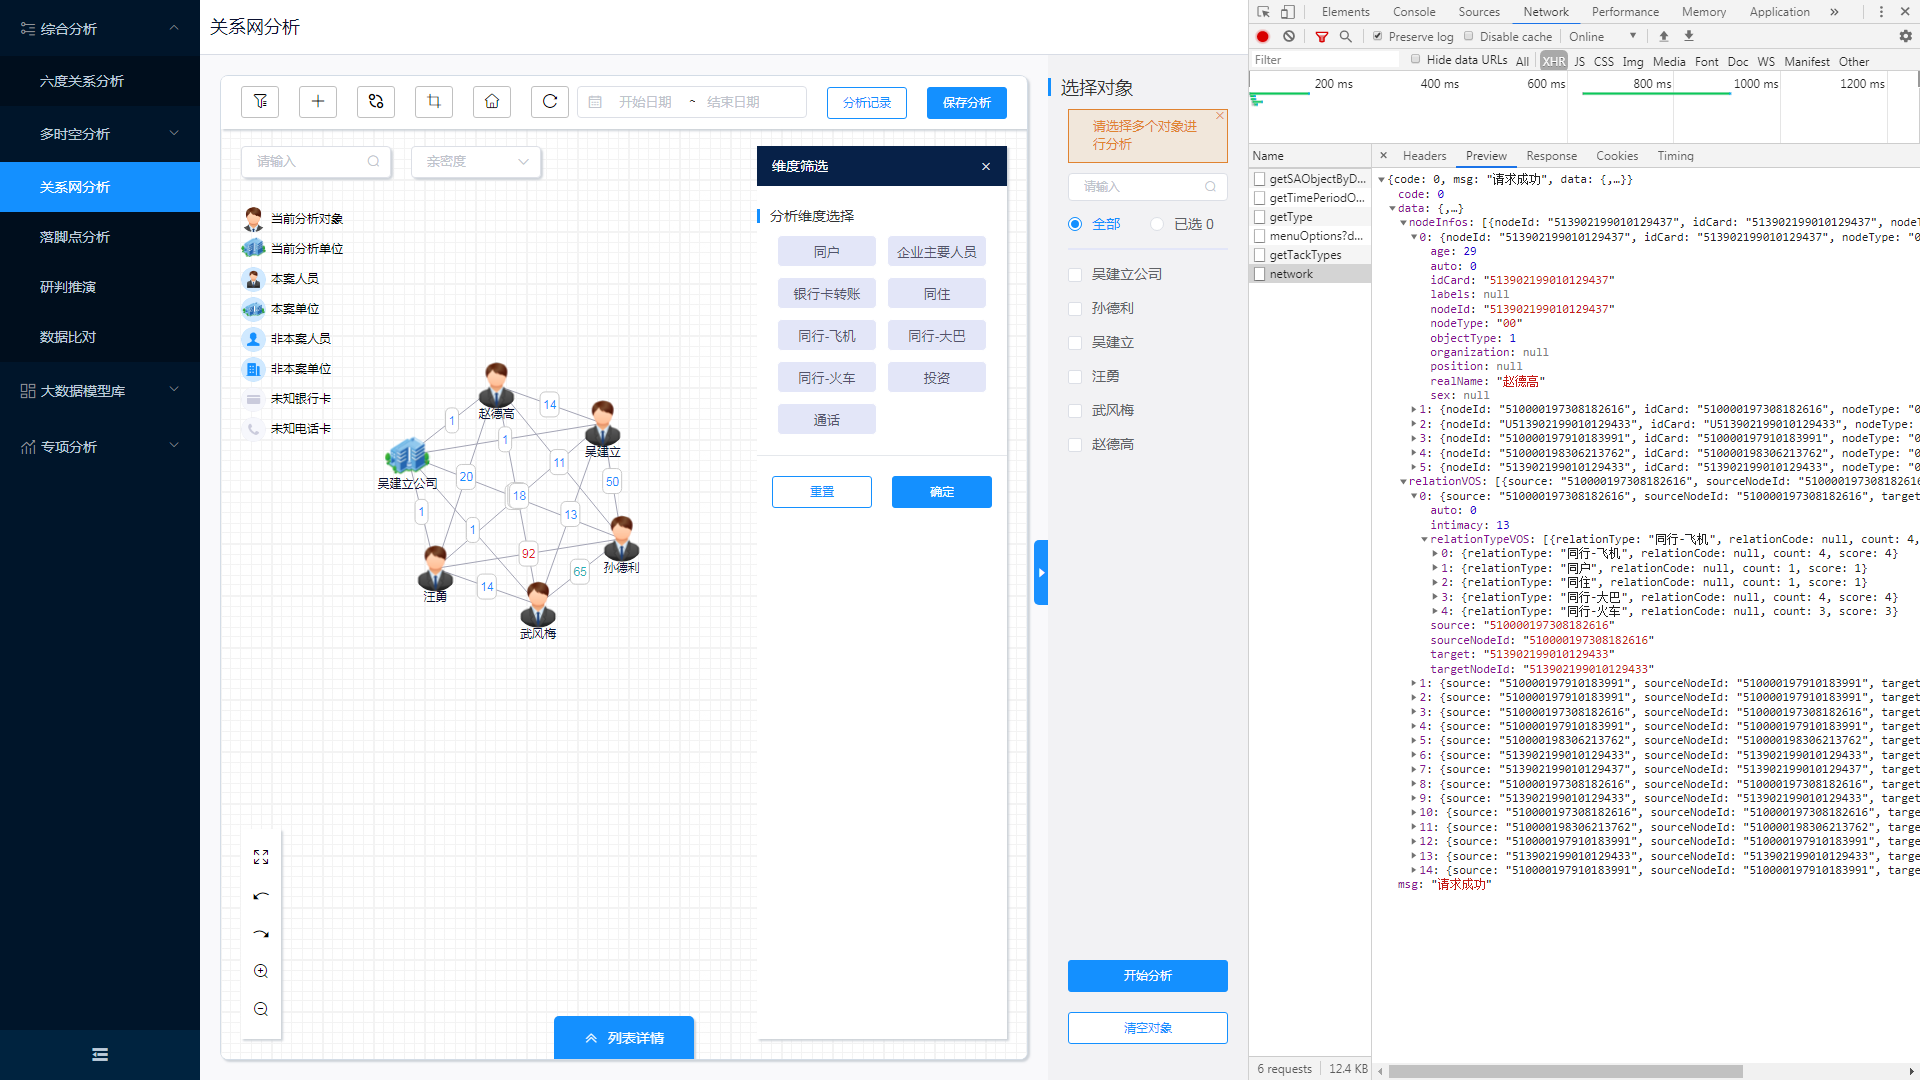 综合分析
六度关系分析
多时空分析
关系网分析
落脚点分析
研判推演
数据比对
大数据模型库
专项分析
关系网分析
开始日期 ~ 结束日期
分析记录
保存分析
请输入
亲密度
当前分析对象
当前分析单位
本案人员
本案单位
非本案人员
非本案单位
未知银行卡
未知电话卡
赵德高
吴建立
吴建立公司
孙德利
汪勇
武风梅
1
14
1
11
20
50
18
1
13
1
92
65
14
维度筛选 ×
分析维度选择
同户 企业主要人员
银行卡转账 同住
同行-飞机 同行-大巴
同行-火车 投资
通话
重置 确定
列表详情
选择对象
请选择多个对象进
行分析
请输入
全部 已选 0
吴建立公司
孙德利
吴建立
汪勇
武风梅
赵德高
开始分析
清空对象
Elements Console Sources Network Performance Memory Application »
Preserve log Disable cache Online
Filter Hide data URLs All XHR JS CSS Img Media Font Doc WS Manifest Other
200 ms 400 ms 600 ms 800 ms 1000 ms 1200 ms
Name
getSAObjectByD...
getTimePeriodO...
getType
menuOptions?d...
getTackTypes
network
× Headers Preview Response Cookies Timing
{code: 0, msg: "请求成功", data: {,…}}
code: 0
data: {,…}
nodeInfos: [{nodeId: "513902199010129437", idCard: "513902199010129437", nodeT
0: {nodeId: "513902199010129437", idCard: "513902199010129437", nodeType: "0
age: 29
auto: 0
idCard: "513902199010129437"
labels: null
nodeId: "513902199010129437"
nodeType: "00"
objectType: 1
organization: null
position: null
realName: "赵德高"
sex: null
1: {nodeId: "510000197308182616", idCard: "510000197308182616", nodeType: "0
2: {nodeId: "U513902199010129433", idCard: "U513902199010129433", nodeType:
3: {nodeId: "510000197910183991", idCard: "510000197910183991", nodeType: "0
4: {nodeId: "510000198306213762", idCard: "510000198306213762", nodeType: "0
5: {nodeId: "513902199010129433", idCard: "513902199010129433", nodeType: "0
relationVOS: [{source: "510000197308182616", sourceNodeId: "510000197308182616
0: {source: "510000197308182616", sourceNodeId: "510000197308182616", target
auto: 0
intimacy: 13
relationTypeVOS: [{relationType: "同行-飞机", relationCode: null, count: 4,
0: {relationType: "同行-飞机", relationCode: null, count: 4, score: 4}
1: {relationType: "同户", relationCode: null, count: 1, score: 1}
2: {relationType: "同住", relationCode: null, count: 1, score: 1}
3: {relationType: "同行-大巴", relationCode: null, count: 4, score: 4}
4: {relationType: "同行-火车", relationCode: null, count: 3, score: 3}
source: "510000197308182616"
sourceNodeId: "510000197308182616"
target: "513902199010129433"
targetNodeId: "513902199010129433"
1: {source: "510000197910183991", sourceNodeId: "510000197910183991", target
2: {source: "510000197910183991", sourceNodeId: "510000197910183991", target
3: {source: "510000197308182616", sourceNodeId: "510000197308182616", target
4: {source: "510000197910183991", sourceNodeId: "510000197910183991", target
5: {source: "510000198306213762", sourceNodeId: "510000198306213762", target
6: {source: "513902199010129433", sourceNodeId: "513902199010129433", target
7: {source: "513902199010129437", sourceNodeId: "513902199010129437", target
8: {source: "510000197308182616", sourceNodeId: "510000197308182616", target
9: {source: "513902199010129433", sourceNodeId: "513902199010129433", target
10: {source: "510000197308182616", sourceNodeId: "510000197308182616", targe
11: {source: "510000198306213762", sourceNodeId: "510000198306213762", targe
12: {source: "510000197910183991", sourceNodeId: "510000197910183991", targe
13: {source: "513902199010129433", sourceNodeId: "513902199010129433", targe
14: {source: "510000197910183991", sourceNodeId: "510000197910183991", targe
msg: "请求成功"
6 requests 12.4 KB